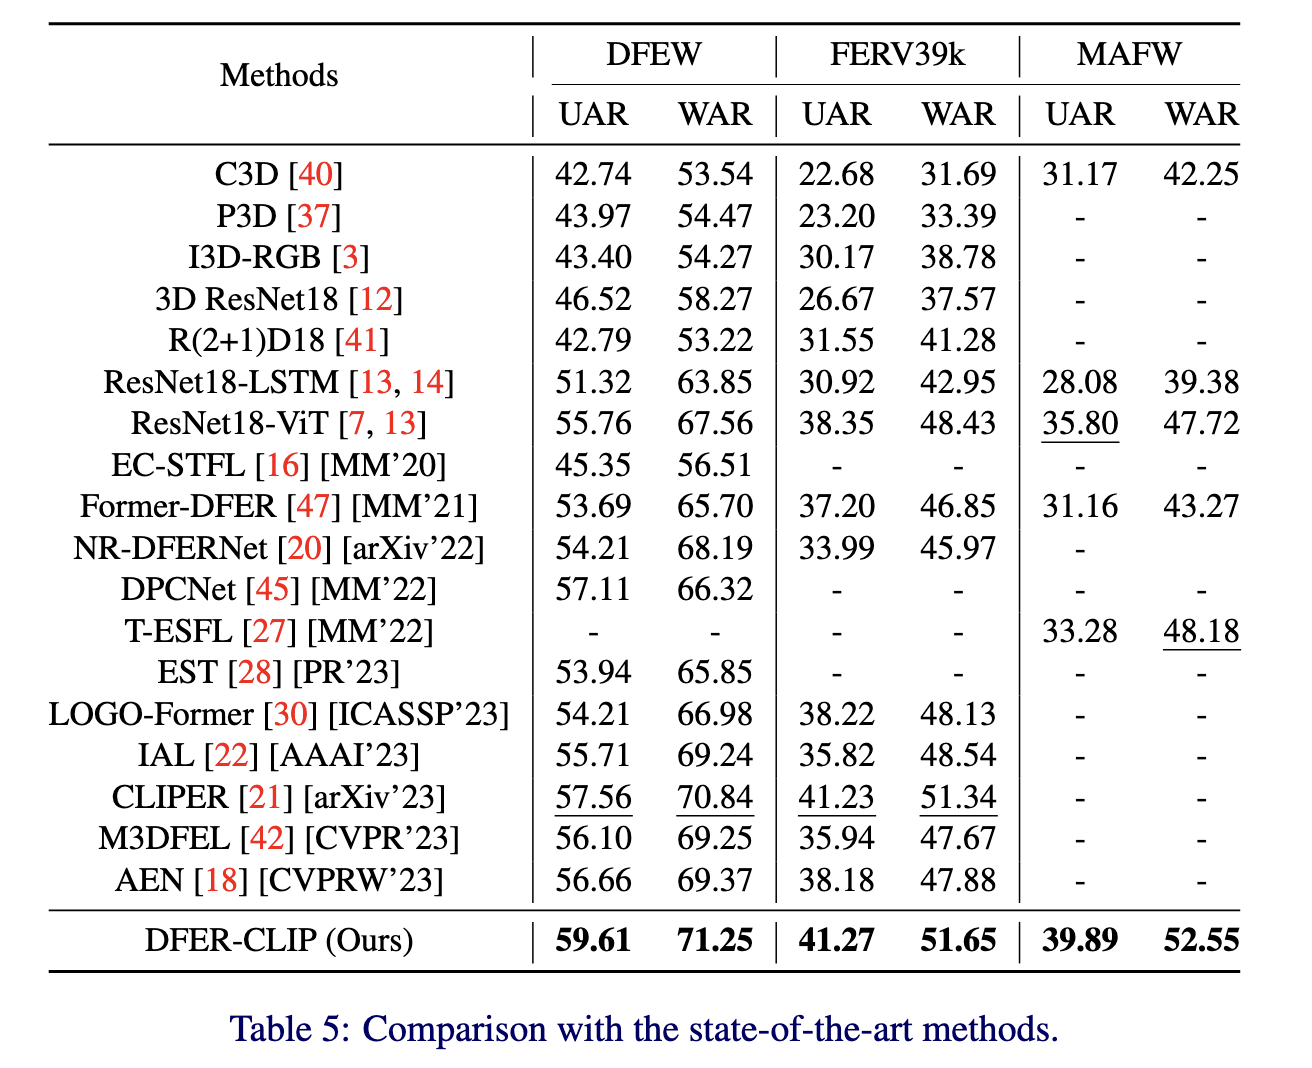 Methods DFEW FERV39k MAFW
UAR WAR UAR WAR UAR WAR
C3D [40] 42.74 53.54 22.68 31.69 31.17 42.25
P3D [37] 43.97 54.47 23.20 33.39 - -
I3D-RGB [3] 43.40 54.27 30.17 38.78 - -
3D ResNet18 [12] 46.52 58.27 26.67 37.57 - -
R(2+1)D18 [41] 42.79 53.22 31.55 41.28 - -
ResNet18-LSTM [13, 14] 51.32 63.85 30.92 42.95 28.08 39.38
ResNet18-ViT [7, 13] 55.76 67.56 38.35 48.43 35.80 47.72
EC-STFL [16] [MM’20] 45.35 56.51 - - - -
Former-DFER [47] [MM’21] 53.69 65.70 37.20 46.85 31.16 43.27
NR-DFERNet [20] [arXiv’22] 54.21 68.19 33.99 45.97 -
DPCNet [45] [MM’22] 57.11 66.32 - - - -
T-ESFL [27] [MM’22] - - - - 33.28 48.18
EST [28] [PR’23] 53.94 65.85 - - - -
LOGO-Former [30] [ICASSP’23] 54.21 66.98 38.22 48.13 - -
IAL [22] [AAAI’23] 55.71 69.24 35.82 48.54 - -
CLIPER [21] [arXiv’23] 57.56 70.84 41.23 51.34 - -
M3DFEL [42] [CVPR’23] 56.10 69.25 35.94 47.67 - -
AEN [18] [CVPRW’23] 56.66 69.37 38.18 47.88 - -
DFER-CLIP (Ours) 59.61 71.25 41.27 51.65 39.89 52.55
Table 5: Comparison with the state-of-the-art methods.